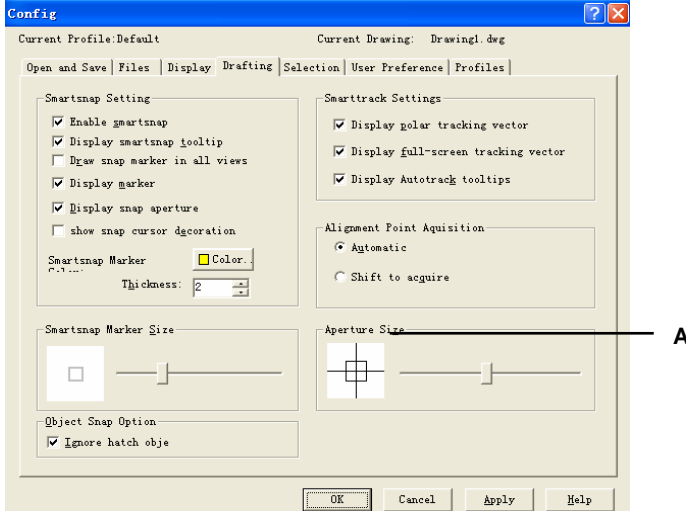 Config
Current Profile:Default
Current Drawing: Drawing1.dwg
Open and Save Files Display Drafting Selection User Preference Profiles
Smartsnap Setting
Enable smartsnap
Display smartsnap tooltip
Draw snap marker in all views
Display marker
Display snap aperture
show snap cursor decoration
Smartsnap Marker
Color..
Thickness: 2
Smarttrack Settings
Display polar tracking vector
Display full-screen tracking vector
Display Autotrack tooltips
Alignment Point Aquisition
Automatic
Shift to acquire
Smartsnap Marker Size
Aperture Size
A
Object Snap Option
Ignore hatch obje
OK Cancel Apply Help